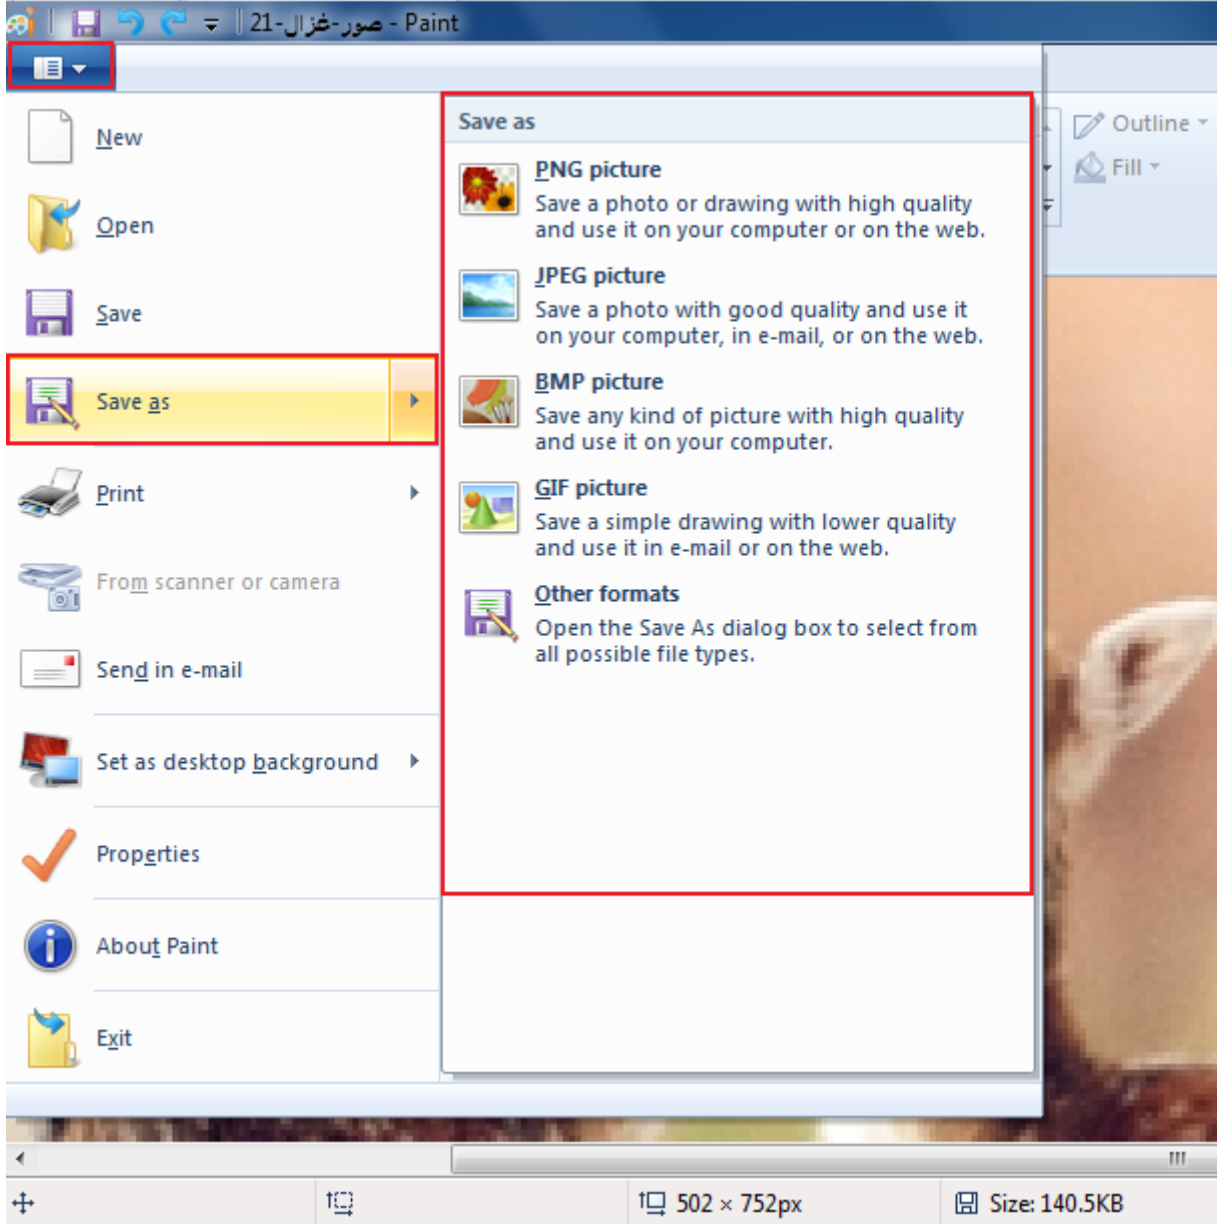 صور-غزال-21 - Paint
New
Open
Save
Save as
Print
From scanner or camera
Send in e-mail
Set as desktop background
Properties
About Paint
Exit
Save as
PNG picture
Save a photo or drawing with high quality
and use it on your computer or on the web.
JPEG picture
Save a photo with good quality and use it
on your computer, in e-mail, or on the web.
BMP picture
Save any kind of picture with high quality
and use it on your computer.
GIF picture
Save a simple drawing with lower quality
and use it in e-mail or on the web.
Other formats
Open the Save As dialog box to select from
all possible file types.
Outline
Fill
502 × 752px
Size: 140.5KB